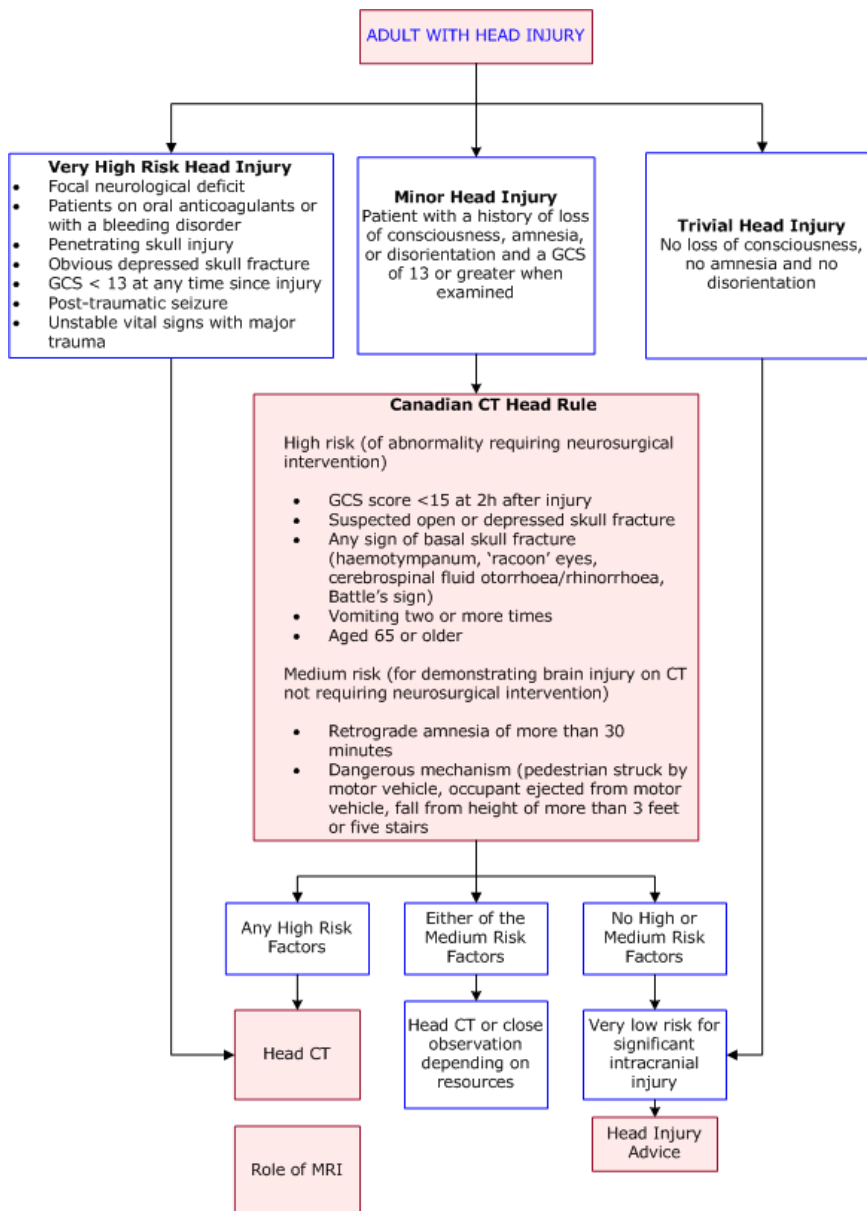 ADULT WITH HEAD INJURY
Very High Risk Head Injury
• Focal neurological deficit
• Patients on oral anticoagulants or
with a bleeding disorder
• Penetrating skull injury
• Obvious depressed skull fracture
• GCS < 13 at any time since injury
• Post-traumatic seizure
• Unstable vital signs with major
trauma
Minor Head Injury
Patient with a history of loss
of consciousness, amnesia,
or disorientation and a GCS
of 13 or greater when
examined
Trivial Head Injury
No loss of consciousness,
no amnesia and no
disorientation
Canadian CT Head Rule
High risk (of abnormality requiring neurosurgical
intervention)
• GCS score <15 at 2h after injury
• Suspected open or depressed skull fracture
• Any sign of basal skull fracture
(haemotympanum, ‘racoon’ eyes,
cerebrospinal fluid otorrhoea/rhinorrhoea,
Battle’s sign)
• Vomiting two or more times
• Aged 65 or older
Medium risk (for demonstrating brain injury on CT
not requiring neurosurgical intervention)
• Retrograde amnesia of more than 30
minutes
• Dangerous mechanism (pedestrian struck by
motor vehicle, occupant ejected from motor
vehicle, fall from height of more than 3 feet
or five stairs
Any High Risk
Factors
Either of the
Medium Risk
Factors
No High or
Medium Risk
Factors
Head CT
Head CT or close
observation
depending on
resources
Very low risk for
significant
intracranial
injury
Head Injury
Advice
Role of MRI